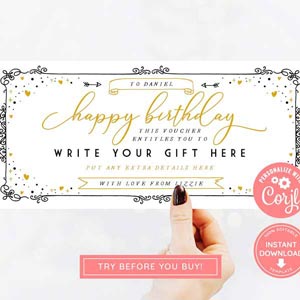 TO DANIEL
happy birthday
THIS VOUCHER
ENTITLES YOU TO
WRITE YOUR GIFT HERE
PUT ANY EXTRA DETAILS HERE
WITH LOVE FROM LIZZIE
PERSONALIZE WITH
Corjl
INSTANT
DOWNLOAD
TEMPLATE
TRY BEFORE YOU BUY!